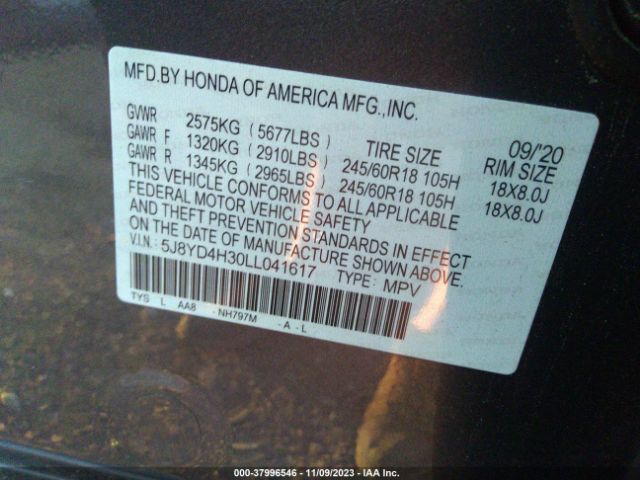 MFD.BY HONDA OF AMERICA MFG.,INC.
GVWR 2575KG ( 5677LBS ) TIRE SIZE 09/'20
GAWR F 1320KG ( 2910LBS ) 245/60R18 105H RIM SIZE 18X8.0J
GAWR R 1345KG ( 2965LBS ) 245/60R18 105H 18X8.0J
THIS VEHICLE CONFORMS TO ALL APPLICABLE
FEDERAL MOTOR VEHICLE SAFETY
AND THEFT PREVENTION STANDARDS IN EFFECT
ON THE DATE OF MANUFACTURE SHOWN ABOVE.
V.I.N.: 5J8YD4H30LL041617 TYPE: MPV
TYS L AA8 - NH797M - A - L
000-37996546 - 11/09/2023 - IAA Inc.